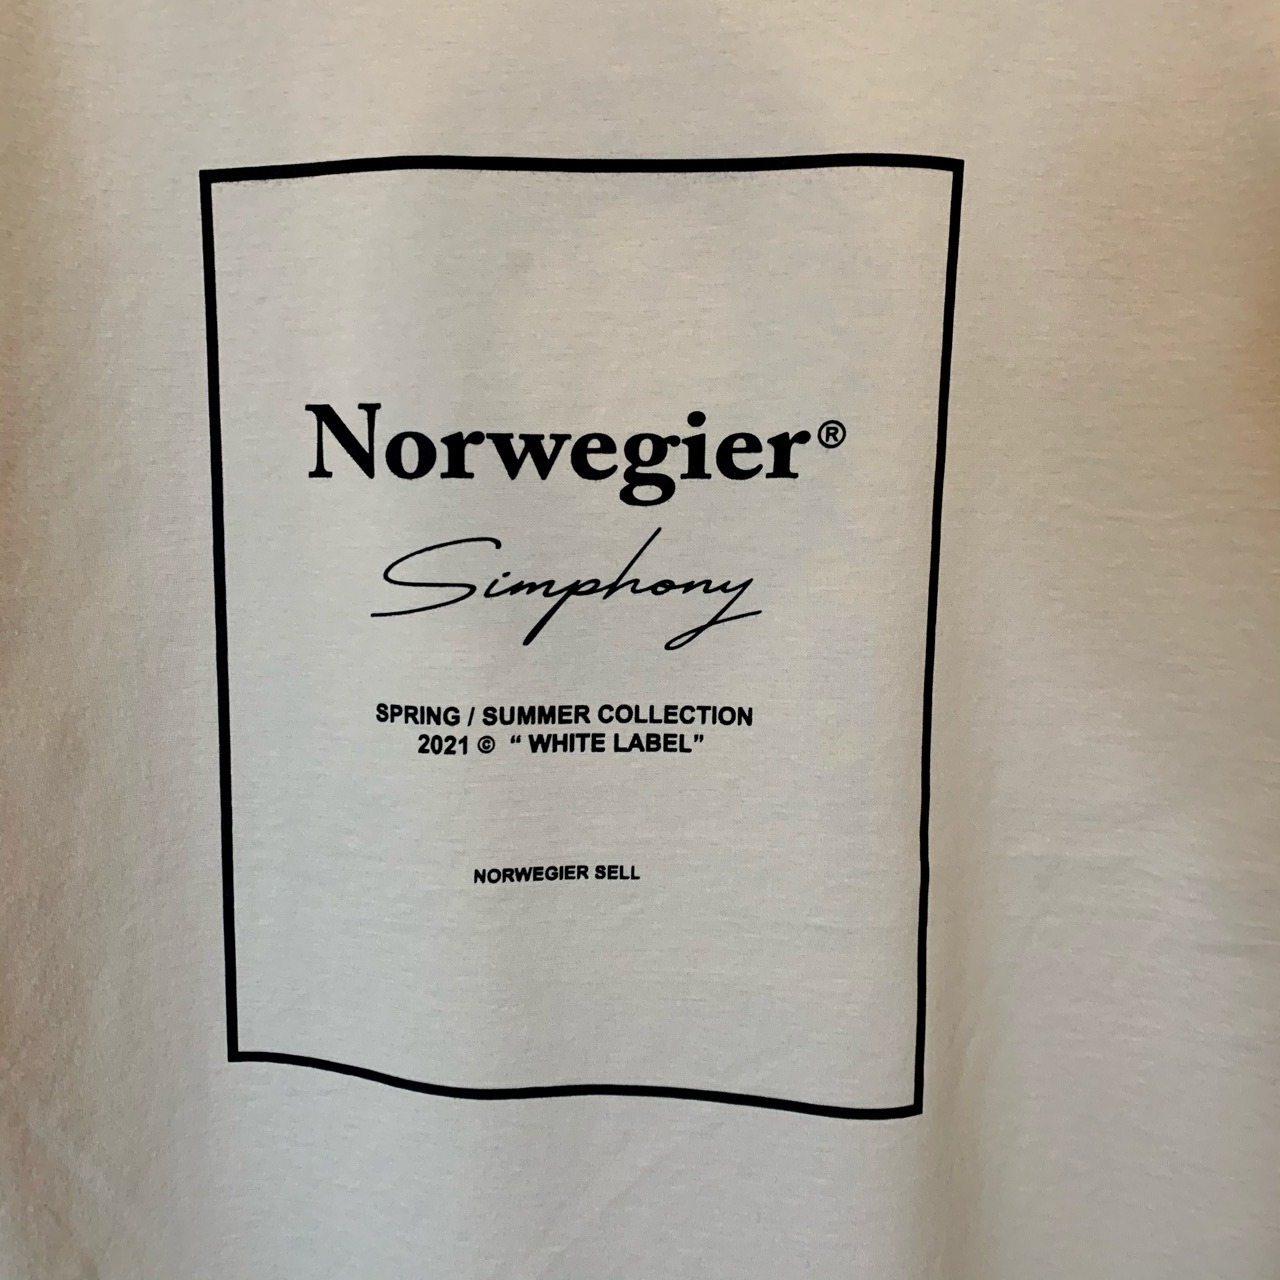 Norwegier®
Simphony
SPRING / SUMMER COLLECTION
2021 © “ WHITE LABEL”
NORWEGIER SELL